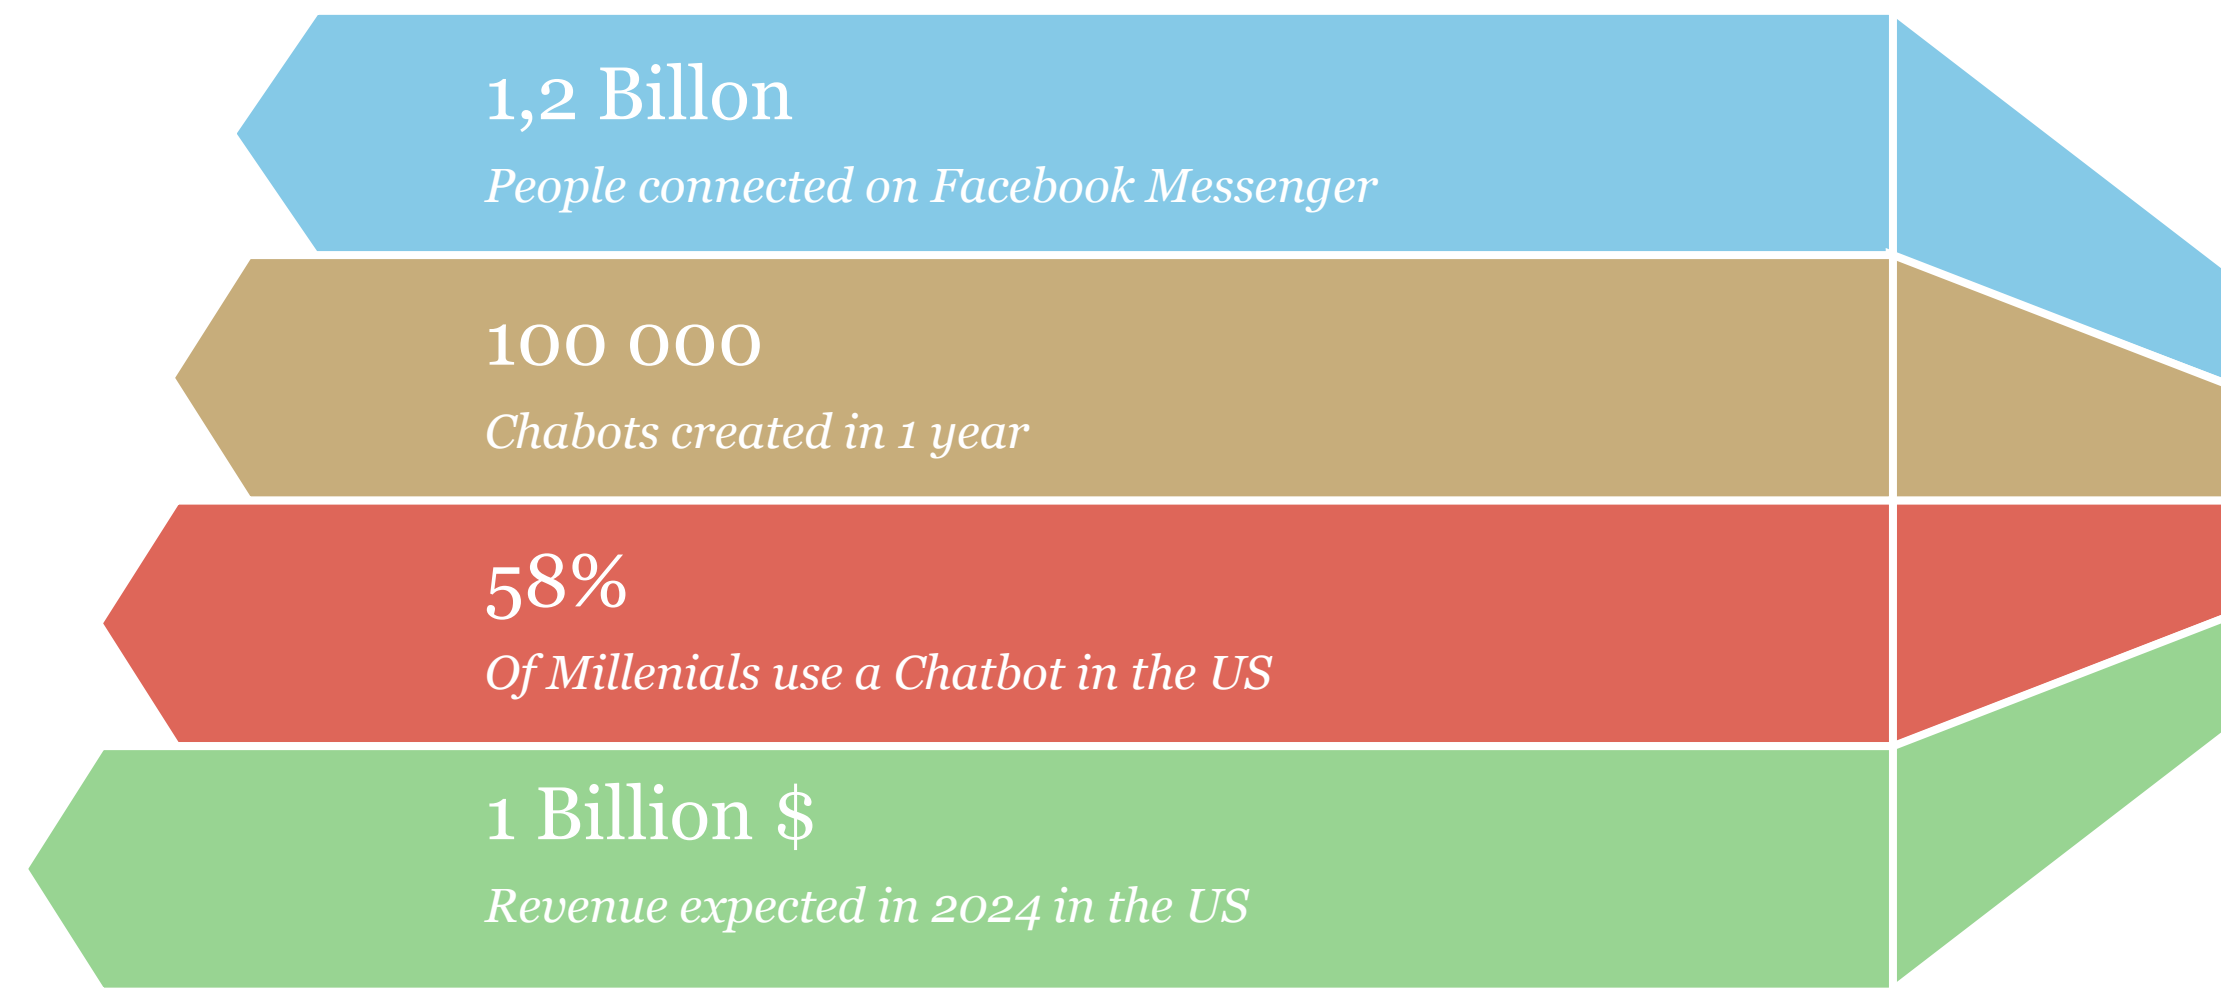 1,2 Billon
People connected on Facebook Messenger
100 000
Chabots created in 1 year
58%
Of Millenials use a Chatbot in the US
1 Billion $
Revenue expected in 2024 in the US